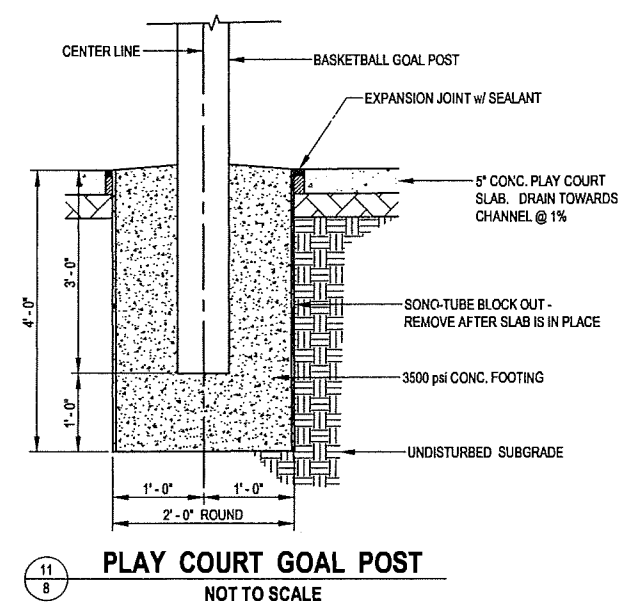 CENTER LINE
BASKETBALL GOAL POST
EXPANSION JOINT w/ SEALANT
5" CONC. PLAY COURT
SLAB. DRAIN TOWARDS
CHANNEL @ 1%
4'-0"
3'-0"
SONO-TUBE BLOCK OUT -
REMOVE AFTER SLAB IS IN PLACE
3500 psi CONC. FOOTING
1'-0"
UNDISTURBED SUBGRADE
1'-0" 1'-0"
2'-0" ROUND
11
8
PLAY COURT GOAL POST
NOT TO SCALE